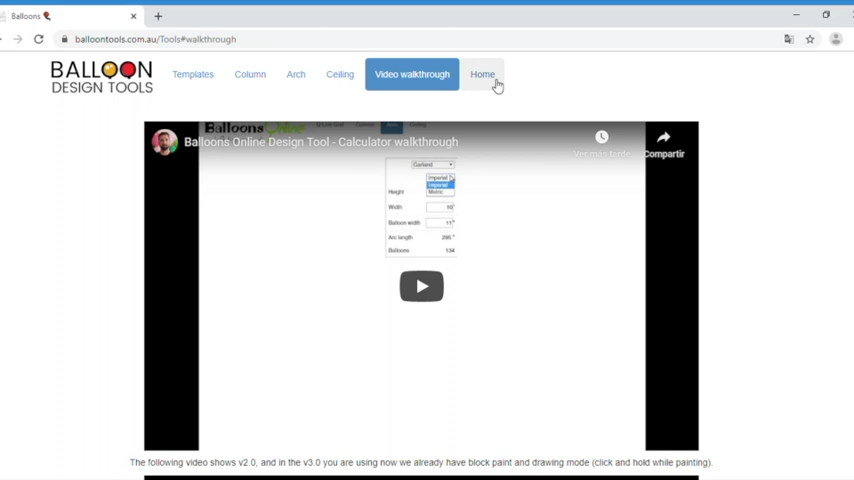 Balloons
balloontools.com.au/Tools#walkthrough
BALLOON
DESIGN TOOLS
Templates
Column
Arch
Ceiling
Video walkthrough
Home
Balloons Online
Balloons Online Design Tool - Calculator walkthrough
Ver más tarde
Compartir
Garland
Imperial
Imperial
Metric
Height
Width 10'
Balloon width 11"
Arc length 295 "
Balloons 134
The following video shows v2.0, and in the v3.0 you are using now we already have block paint and drawing mode (click and hold while painting).